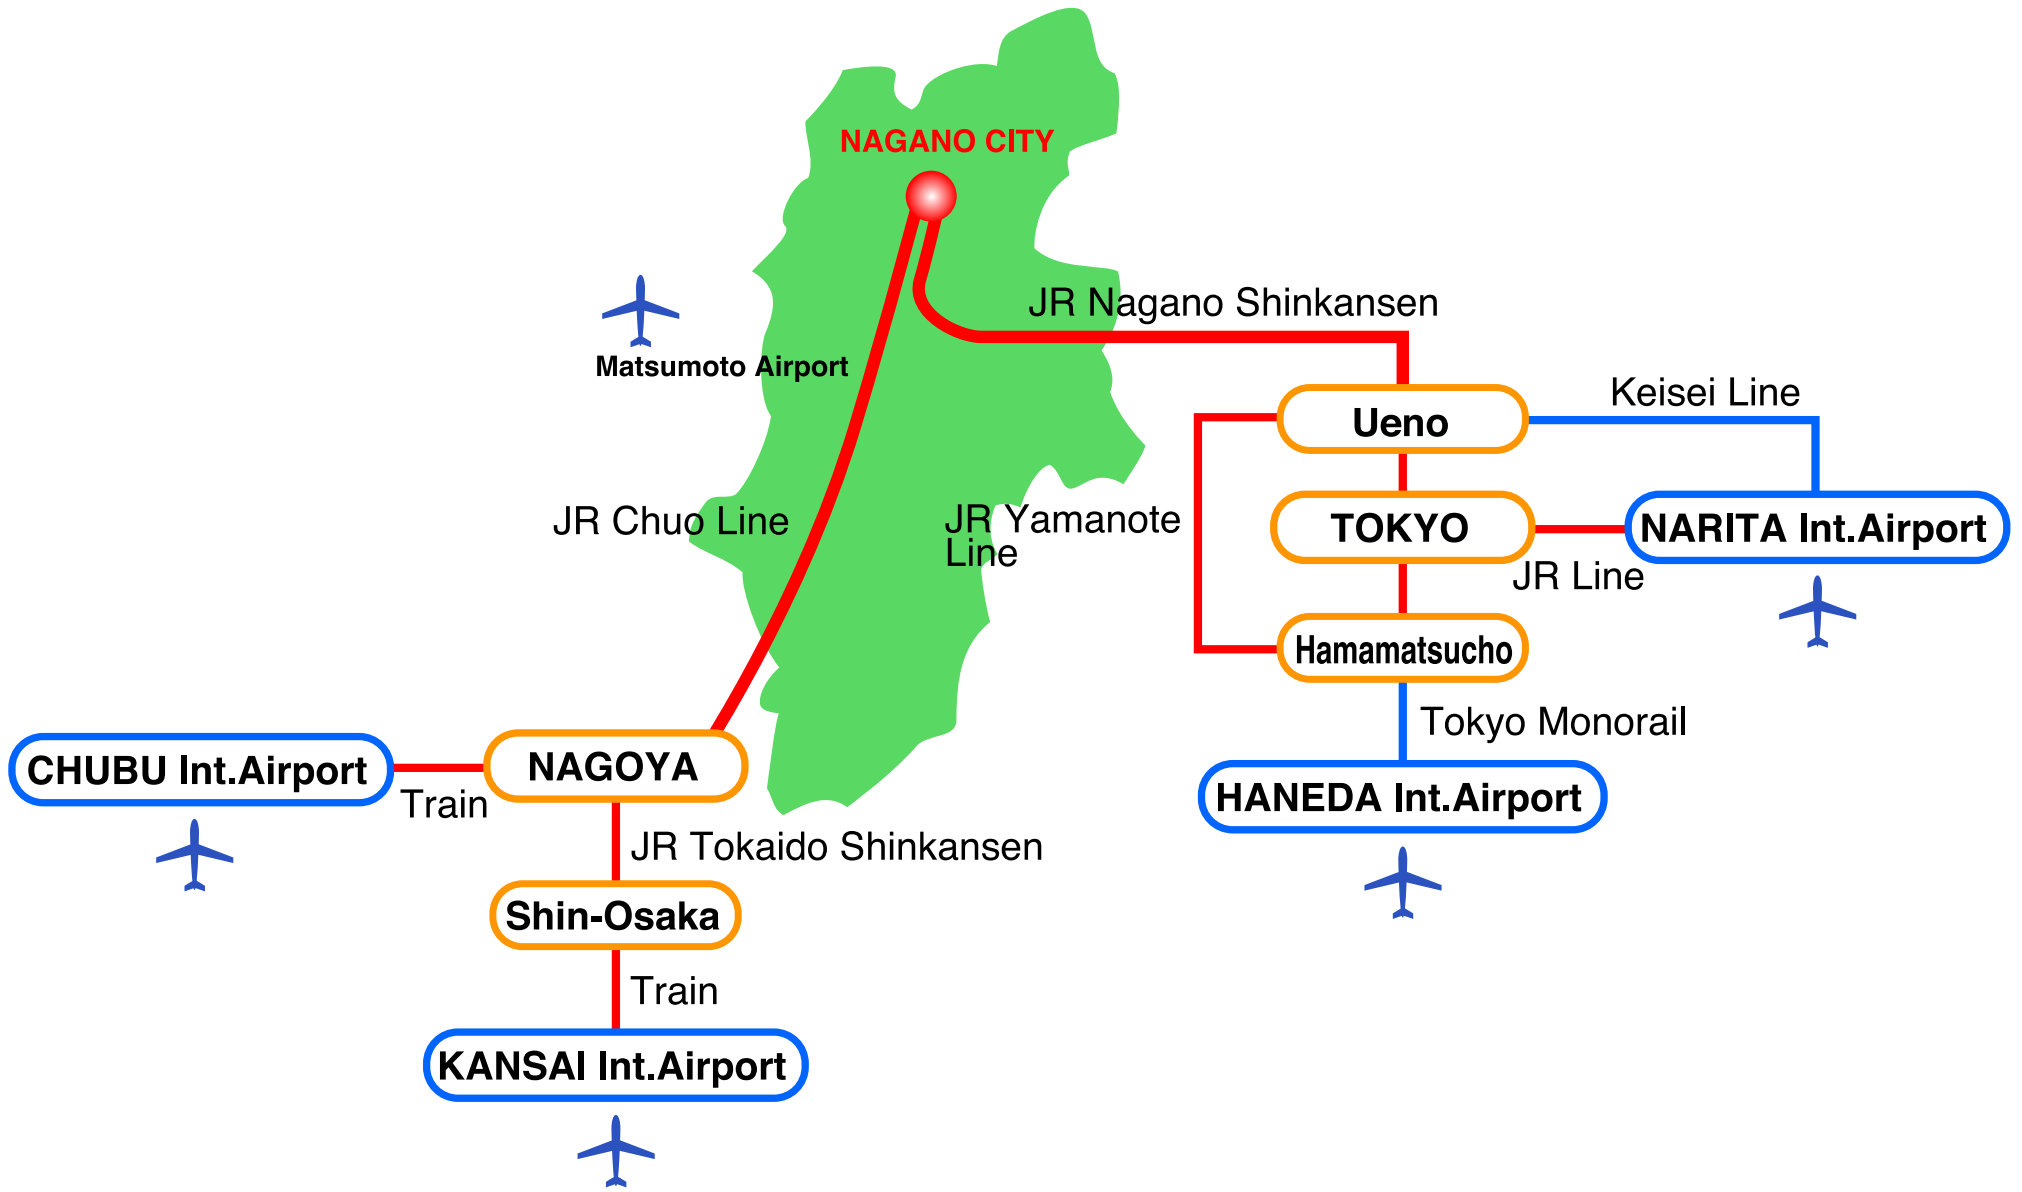 NAGANO CITY
JR Nagano Shinkansen
Matsumoto Airport
Keisei Line
Ueno
JR Chuo Line
JR Yamanote
Line
TOKYO
NARITA Int.Airport
JR Line
Hamamatsucho
Tokyo Monorail
CHUBU Int.Airport
NAGOYA
HANEDA Int.Airport
Train
JR Tokaido Shinkansen
Shin-Osaka
Train
KANSAI Int.Airport